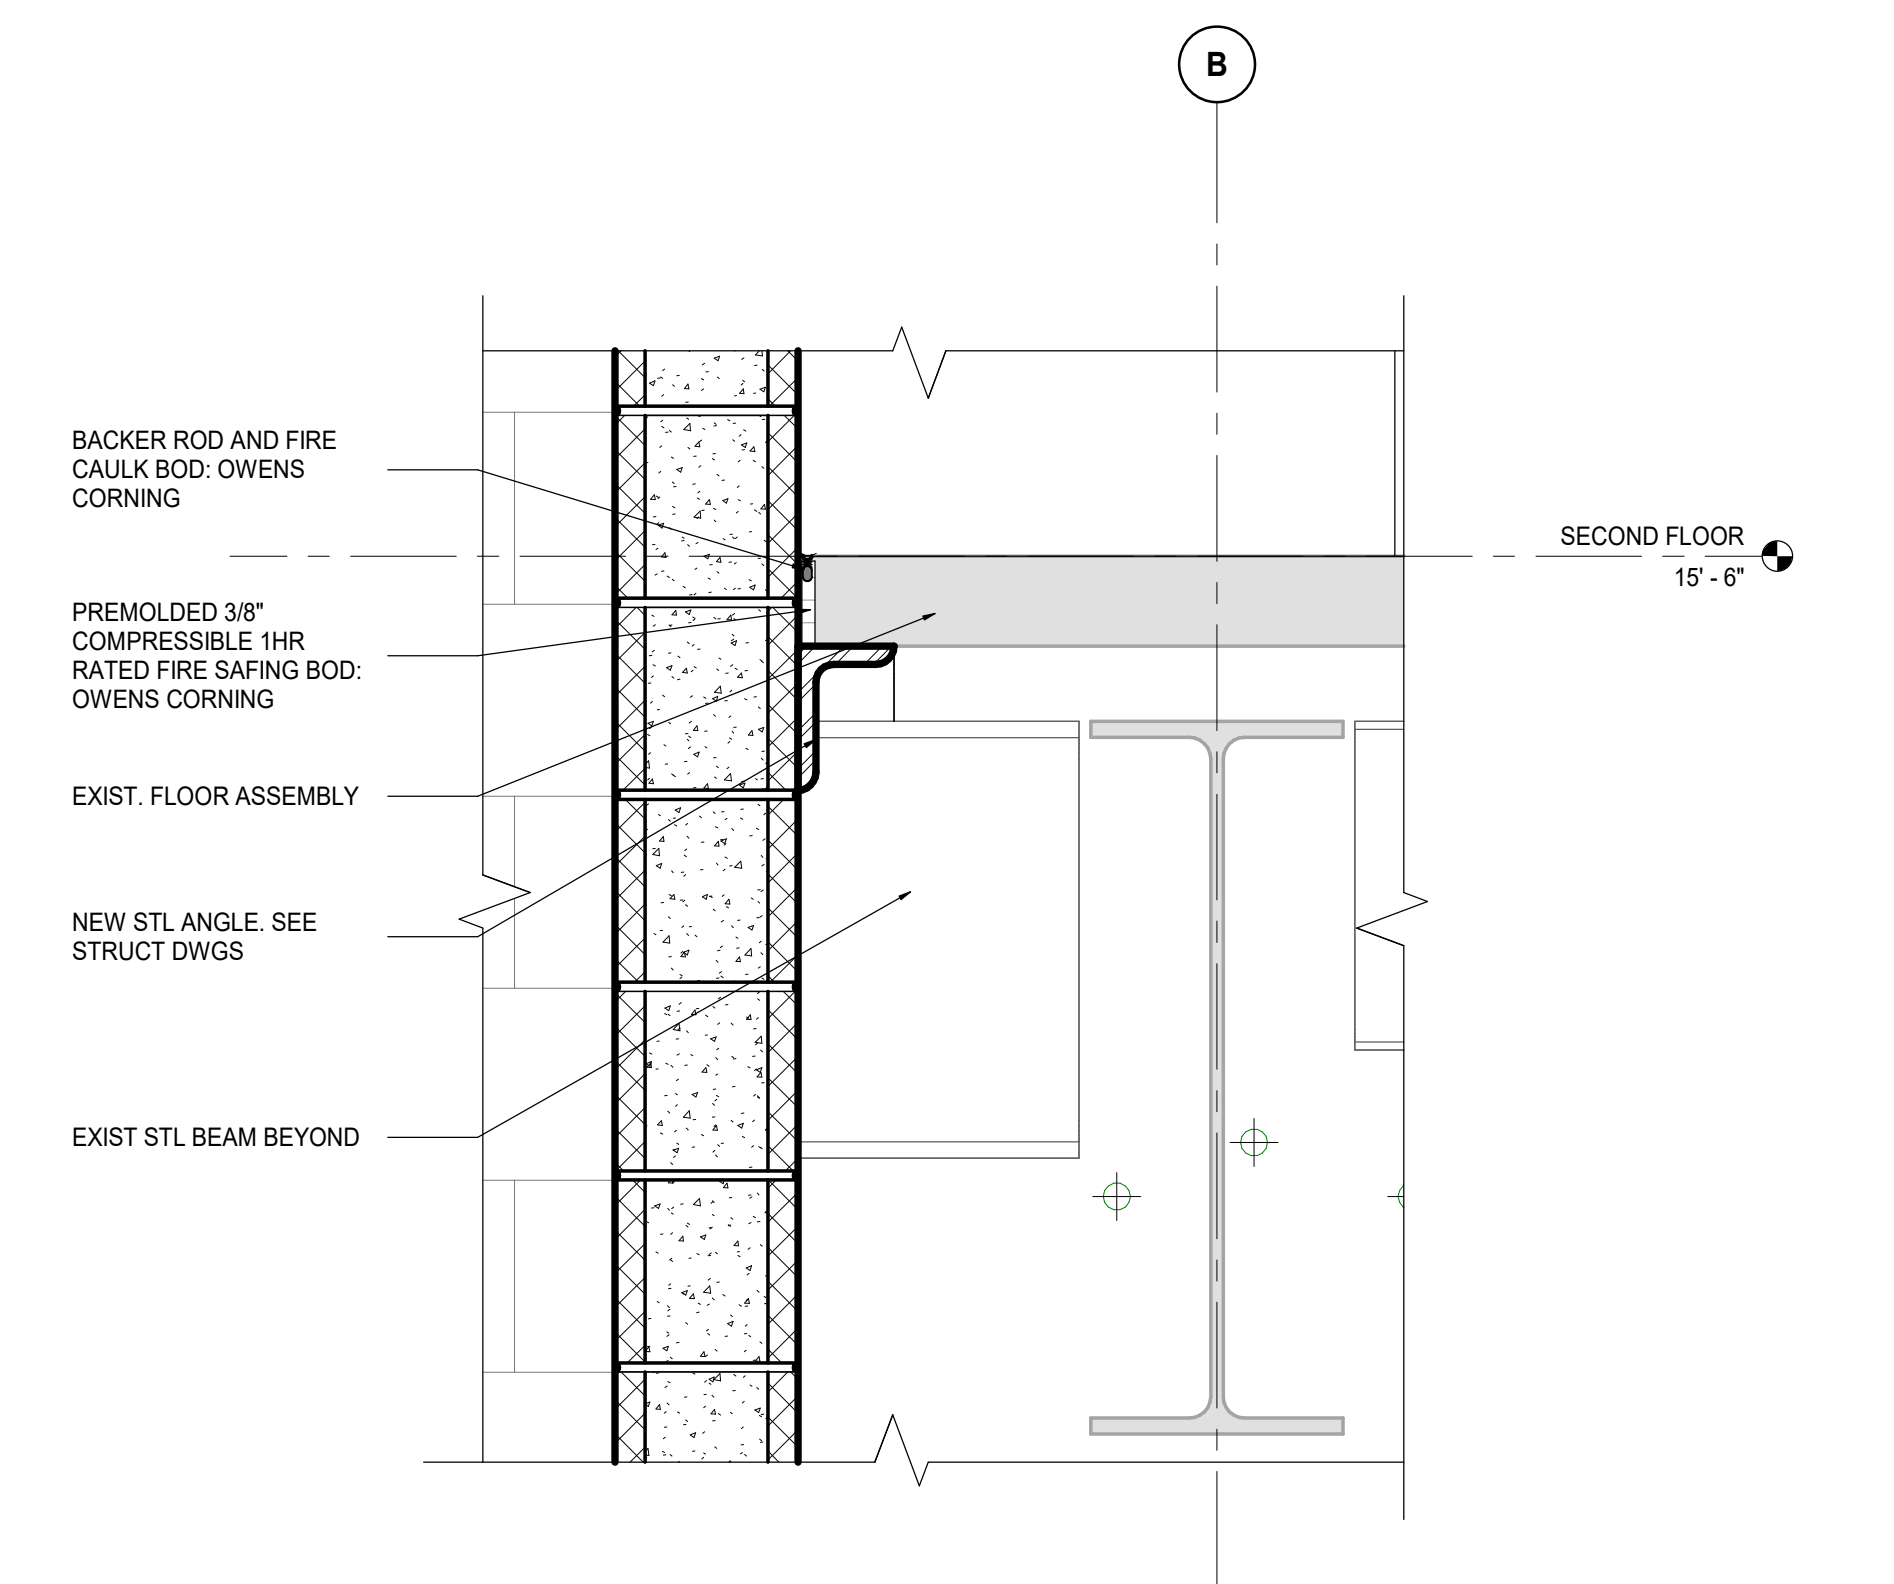 B
BACKER ROD AND FIRE
CAULK BOD: OWENS
CORNING
SECOND FLOOR
15' - 6"
PREMOLDED 3/8"
COMPRESSIBLE 1HR
RATED FIRE SAFING BOD:
OWENS CORNING
EXIST. FLOOR ASSEMBLY
NEW STL ANGLE. SEE
STRUCT DWGS
EXIST STL BEAM BEYOND